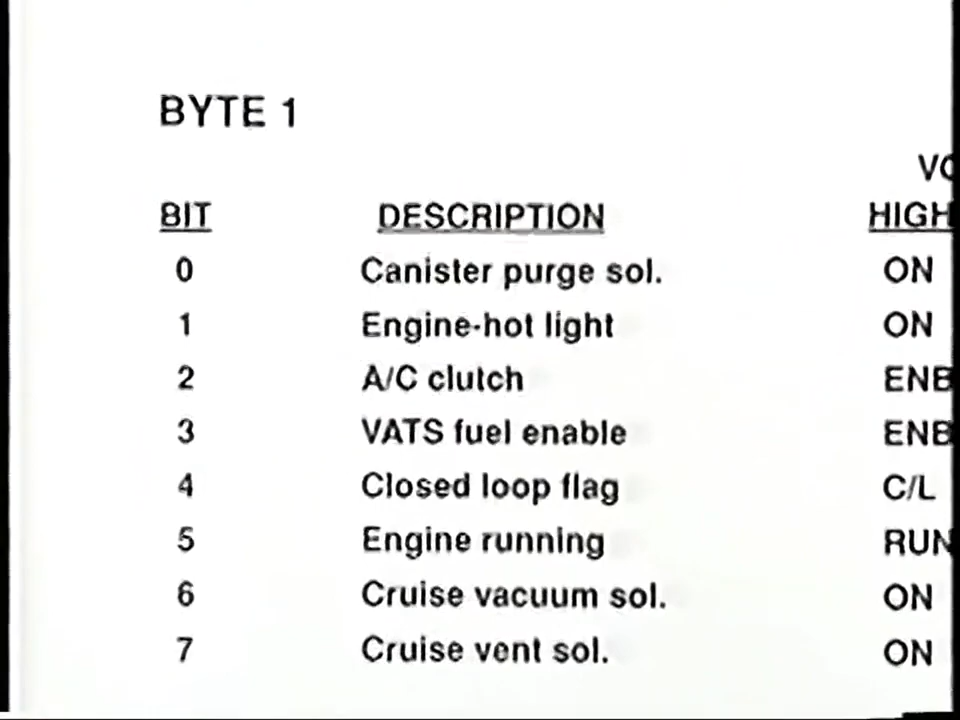 BYTE 1
VO
BIT DESCRIPTION HIGH
0 Canister purge sol. ON
1 Engine-hot light ON
2 A/C clutch ENB
3 VATS fuel enable ENB
4 Closed loop flag C/L
5 Engine running RUN
6 Cruise vacuum sol. ON
7 Cruise vent sol. ON